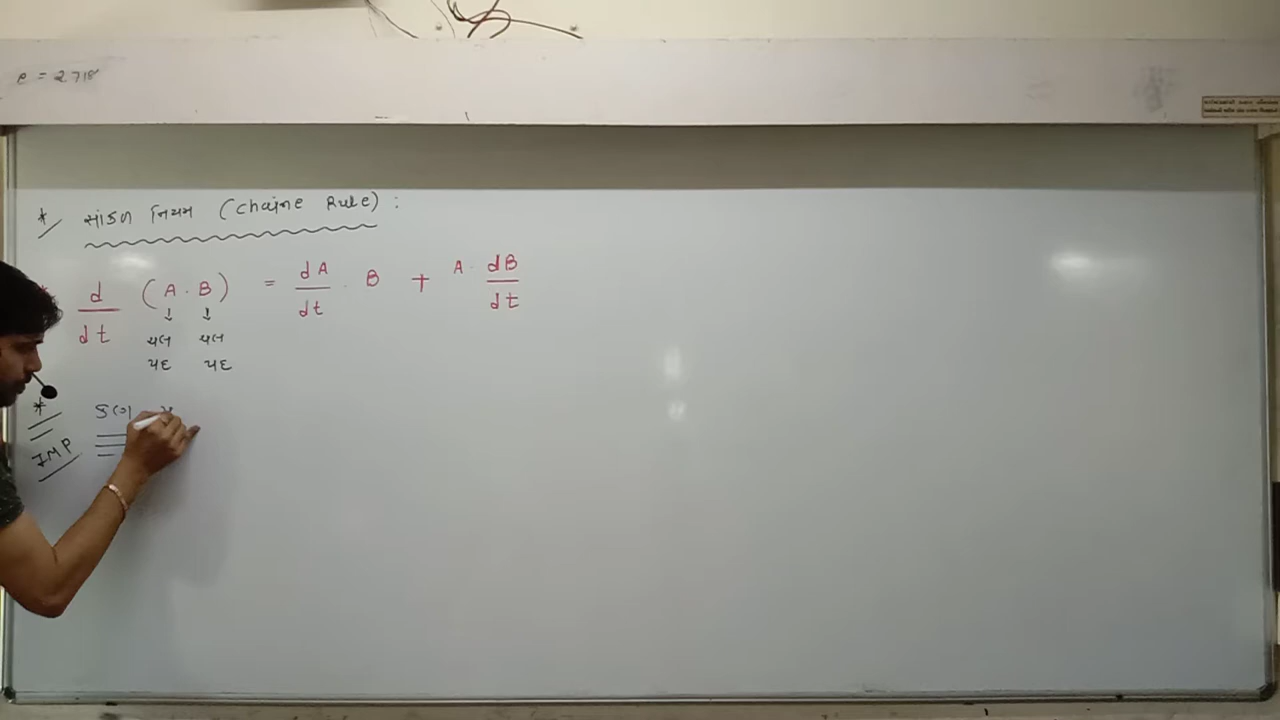 e = 2.718
* સાંકળ નિયમ (Chaine Rule) :
d/dt (A · B) = dA/dt · B + A · dB/dt
↓ ↓
ચલ ચલ
પદ પદ
*
IMP